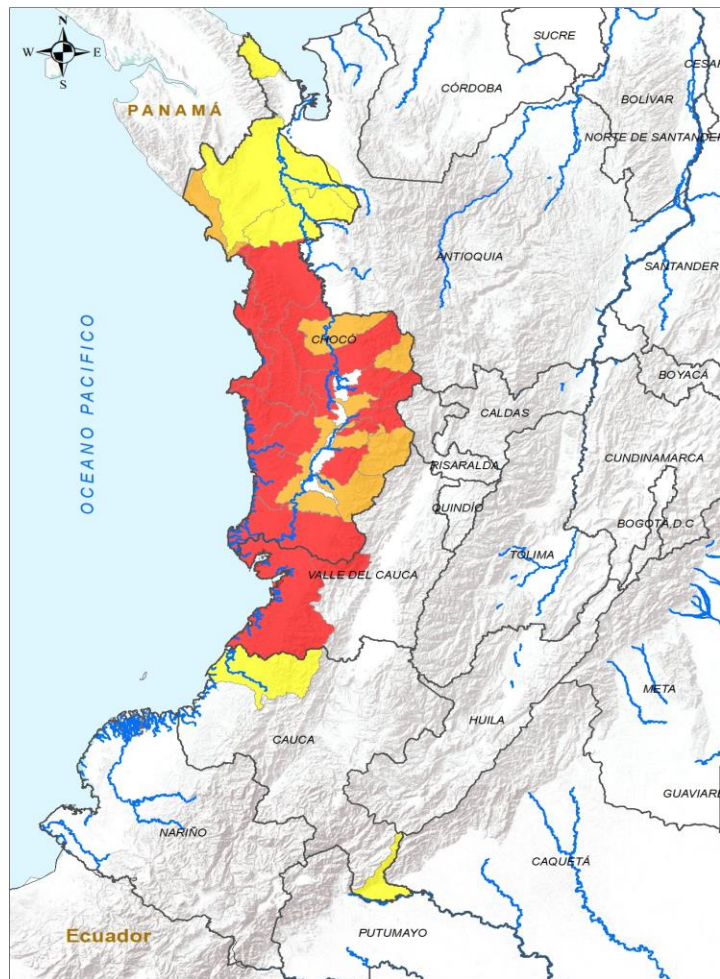 N
W E
S
PANAMÁ
SUCRE
CÓRDOBA
BOLÍVAR
NORTE DE SANTANDER
ANTIOQUIA
SANTANDER
OCEANO PACIFICO
CHOCÓ
BOYACÁ
CALDAS
CUNDINAMARCA
RISARALDA
QUINDÍO
BOGOTÁ,D.C
TOLIMA
VALLE DEL CAUCA
META
HUILA
CAUCA
GUAVIARE
NARIÑO
CAQUETÁ
PUTUMAYO
Ecuador